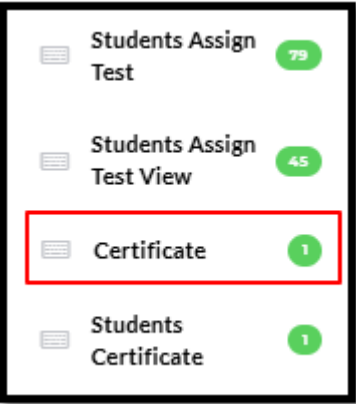 Students Assign
Test
79
Students Assign
Test View
45
Certificate
1
Students
Certificate
1